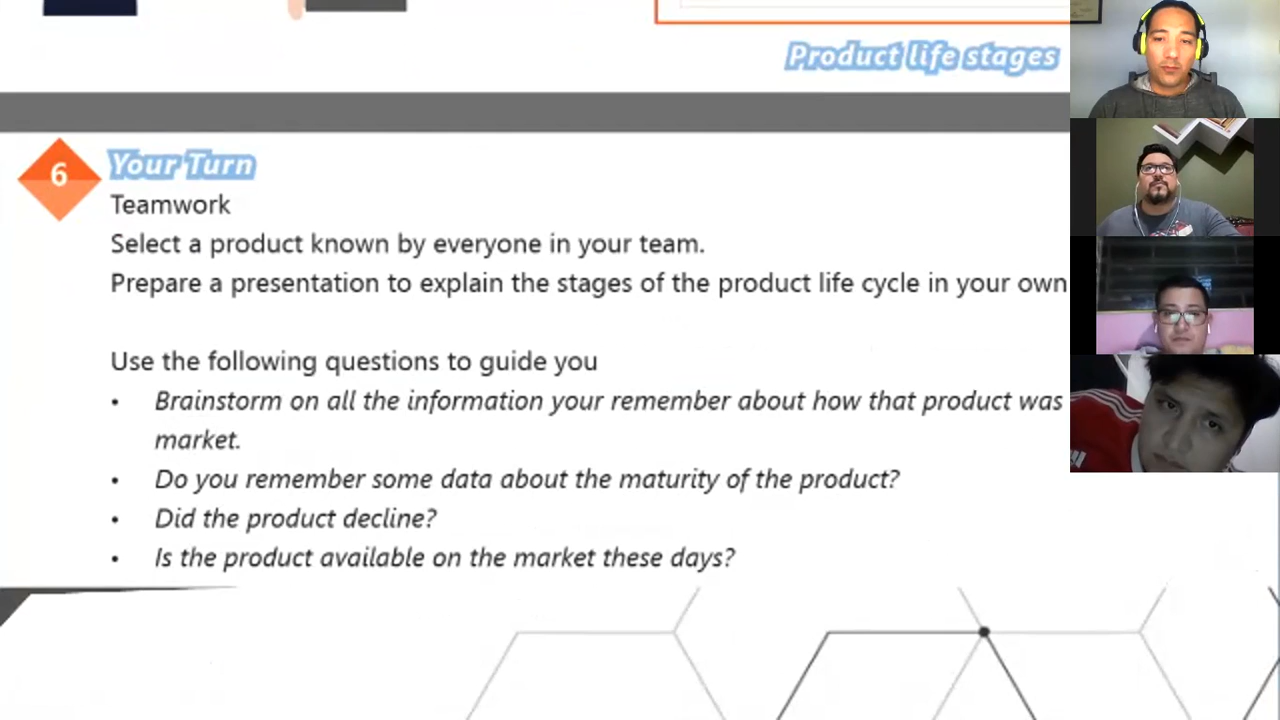 Product life stages
6
Your Turn
Teamwork
Select a product known by everyone in your team.
Prepare a presentation to explain the stages of the product life cycle in your own
Use the following questions to guide you
• Brainstorm on all the information your remember about how that product was
market.
• Do you remember some data about the maturity of the product?
• Did the product decline?
• Is the product available on the market these days?